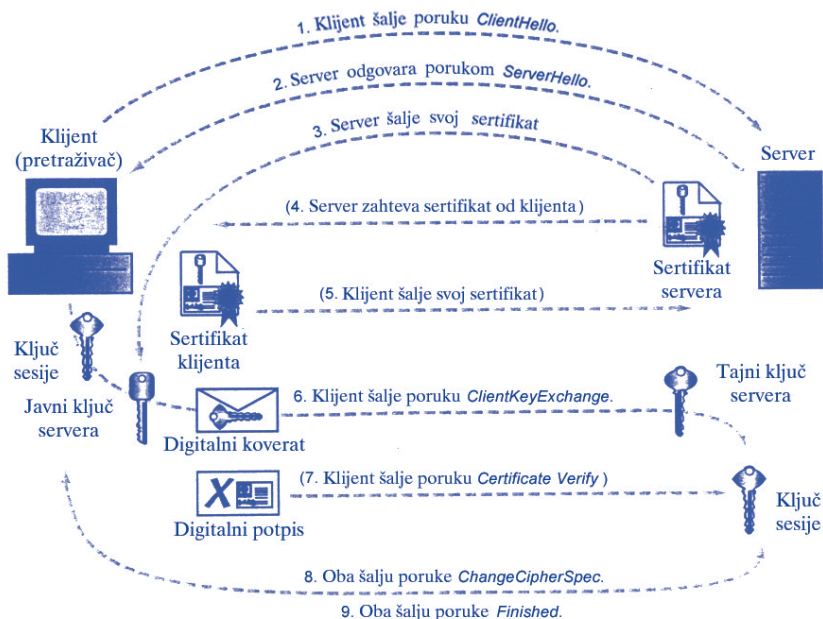 1. Klijent šalje poruku ClientHello.
2. Server odgovara porukom ServerHello.
3. Server šalje svoj sertifikat
Klijent
(pretraživač)
Server
(4. Server zahteva sertifikat od klijenta)
Sertifikat
servera
(5. Klijent šalje svoj sertifikat)
Sertifikat
klijenta
Ključ
sesije
Javni ključ
servera
6. Klijent šalje poruku ClientKeyExchange.
Tajni ključ
servera
Digitalni koverat
(7. Klijent šalje poruku Certificate Verify)
Digitalni potpis
Ključ
sesije
8. Oba šalju poruke ChangeCipherSpec.
9. Oba šalju poruke Finished.